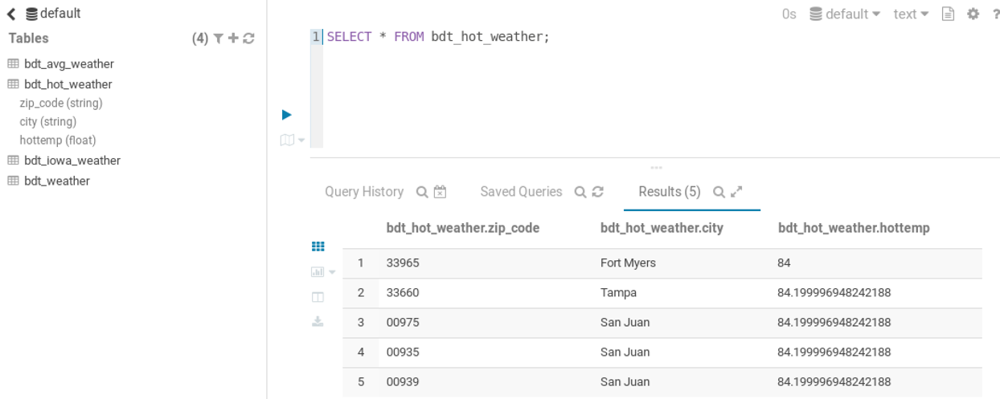 default
Tables (4)
bdt_avg_weather
bdt_hot_weather
zip_code (string)
city (string)
hottemp (float)
bdt_iowa_weather
bdt_weather
0s default text ?
1 SELECT * FROM bdt_hot_weather;
Query History Saved Queries Results (5)
bdt_hot_weather.zip_code bdt_hot_weather.city bdt_hot_weather.hottemp
1 33965 Fort Myers 84
2 33660 Tampa 84.199996948242188
3 00975 San Juan 84.199996948242188
4 00935 San Juan 84.199996948242188
5 00939 San Juan 84.199996948242188